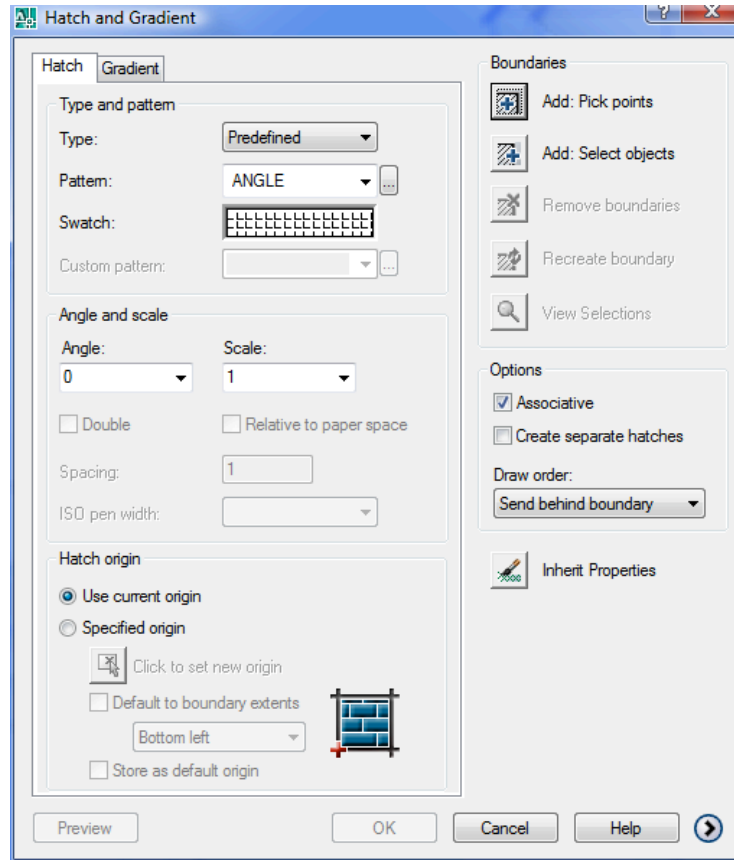 Hatch and Gradient
Hatch
Gradient
Type and pattern
Type:
Predefined
Pattern:
ANGLE
...
Swatch:
Custom pattern:
...
Angle and scale
Angle:
Scale:
0
1
Double
Relative to paper space
Spacing:
1
ISO pen width:
Hatch origin
Use current origin
Specified origin
Click to set new origin
Default to boundary extents
Bottom left
Store as default origin
Boundaries
Add: Pick points
Add: Select objects
Remove boundaries
Recreate boundary
View Selections
Options
Associative
Create separate hatches
Draw order:
Send behind boundary
Inherit Properties
Preview
OK
Cancel
Help